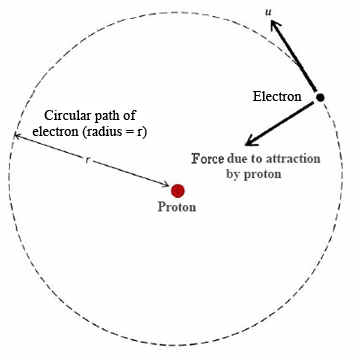 u
Electron
Circular path of
electron (radius = r)
r
Force due to attraction
by proton
Proton